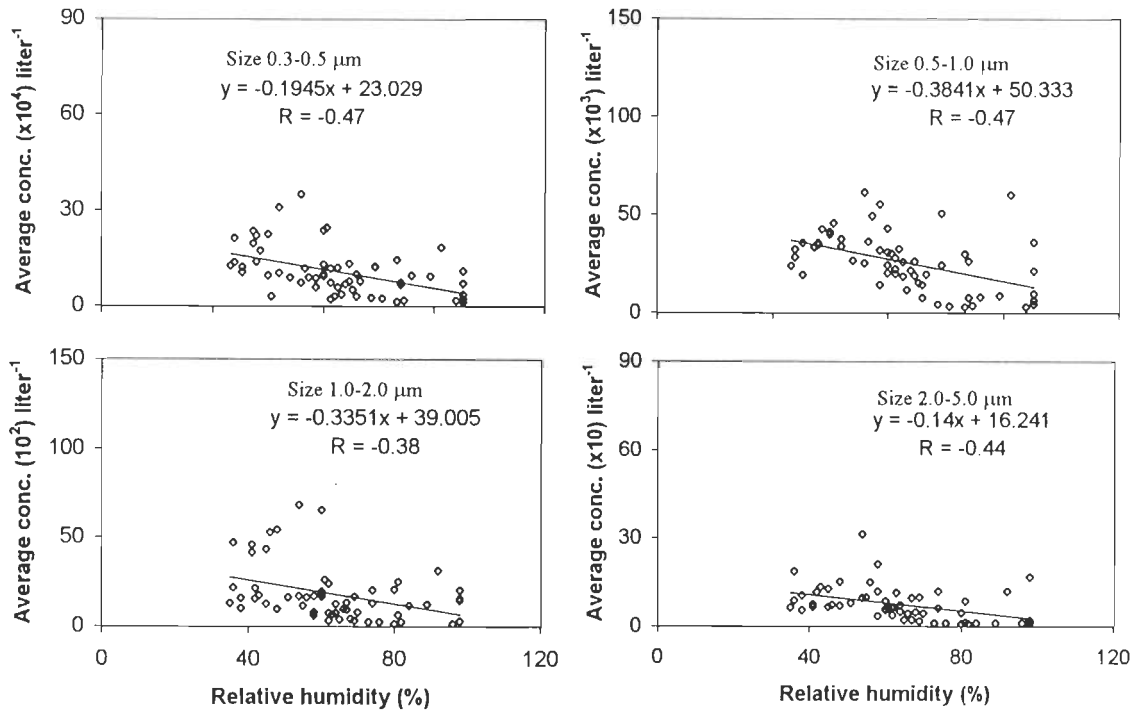 Average conc. (x10⁴) liter⁻¹
90
60
30
0
Size 0.3-0.5 μm
y = -0.1945x + 23.029
R = -0.47
Average conc. (x10³) liter⁻¹
150
100
50
0
Size 0.5-1.0 μm
y = -0.3841x + 50.333
R = -0.47
Average conc. (10²) liter⁻¹
150
100
50
0
Size 1.0-2.0 μm
y = -0.3351x + 39.005
R = -0.38
0 40 80 120
Relative humidity (%)
Average conc. (x10) liter⁻¹
90
60
30
0
Size 2.0-5.0 μm
y = -0.14x + 16.241
R = -0.44
0 40 80 120
Relative humidity (%)